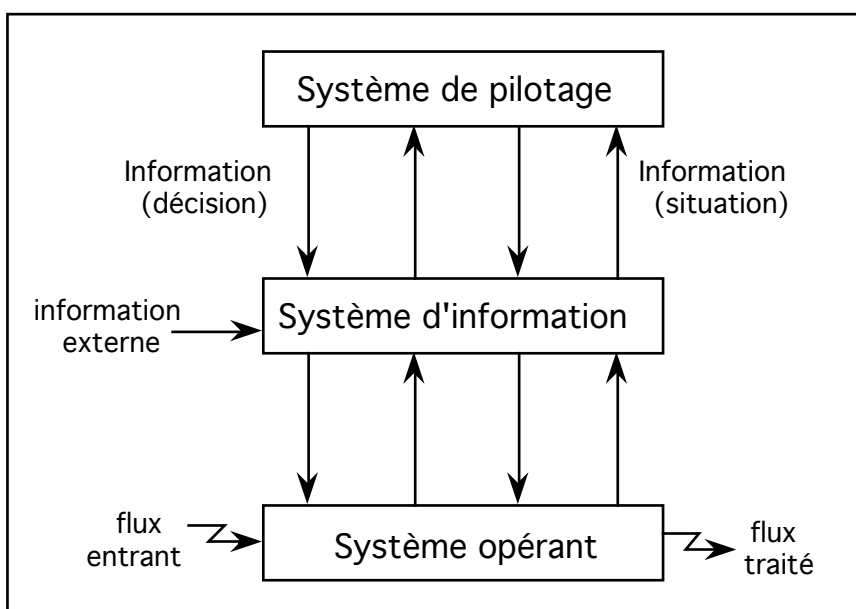 Système de pilotage
Information
(décision)
Information
(situation)
information
externe
Système d'information
flux
entrant
Système opérant
flux
traité